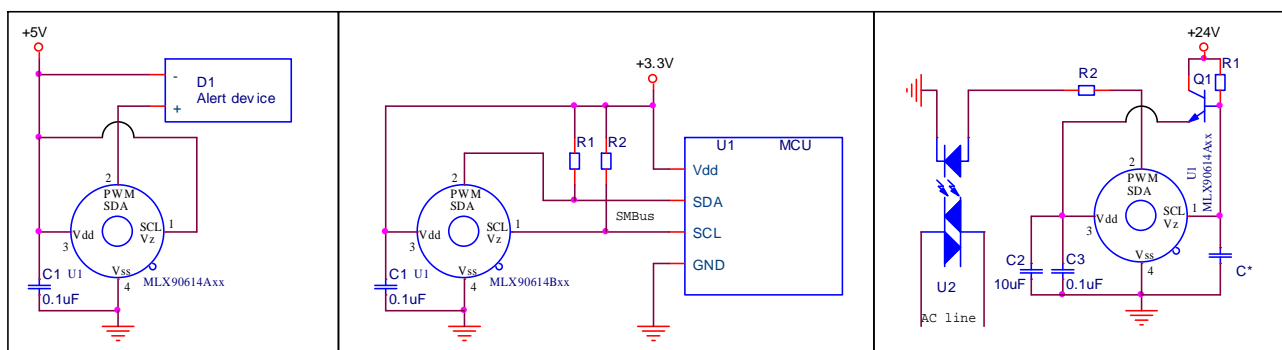 +5V
D1
Alert device
-
+
2
PWM
SDA
SCL
Vz
1
Vdd
3
Vss
4
C1
0.1uF
U1
MLX90614Axx
+3.3V
R1
R2
U1
MCU
Vdd
SDA
SCL
GND
SMBus
2
PWM
SDA
SCL
Vz
1
Vdd
3
Vss
4
C1
0.1uF
U1
MLX90614Bxx
+24V
R1
Q1
R2
U1
MLX90614Axx
2
PWM
SDA
SCL
Vz
1
Vdd
3
Vss
4
C2
10uF
C3
0.1uF
C*
U2
AC line